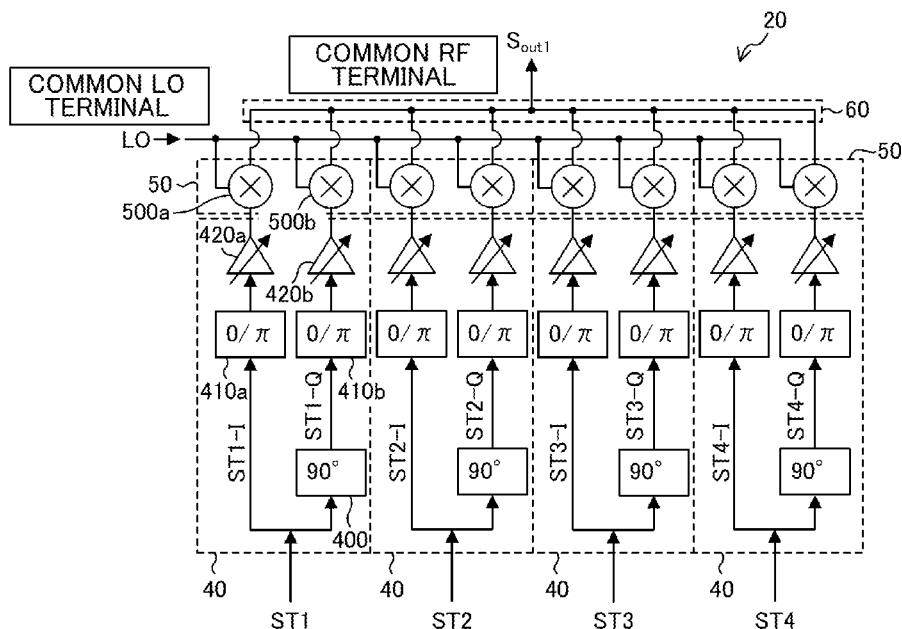 20
COMMON RF
TERMINAL
S_out1
COMMON LO
TERMINAL
60
LO
50
50
500a
500b
420a
420b
0/π
0/π
0/π
0/π
0/π
0/π
0/π
0/π
410a
410b
ST1-I
ST1-Q
ST2-I
ST2-Q
ST3-I
ST3-Q
ST4-I
ST4-Q
90°
90°
90°
90°
400
40
40
40
40
ST1
ST2
ST3
ST4